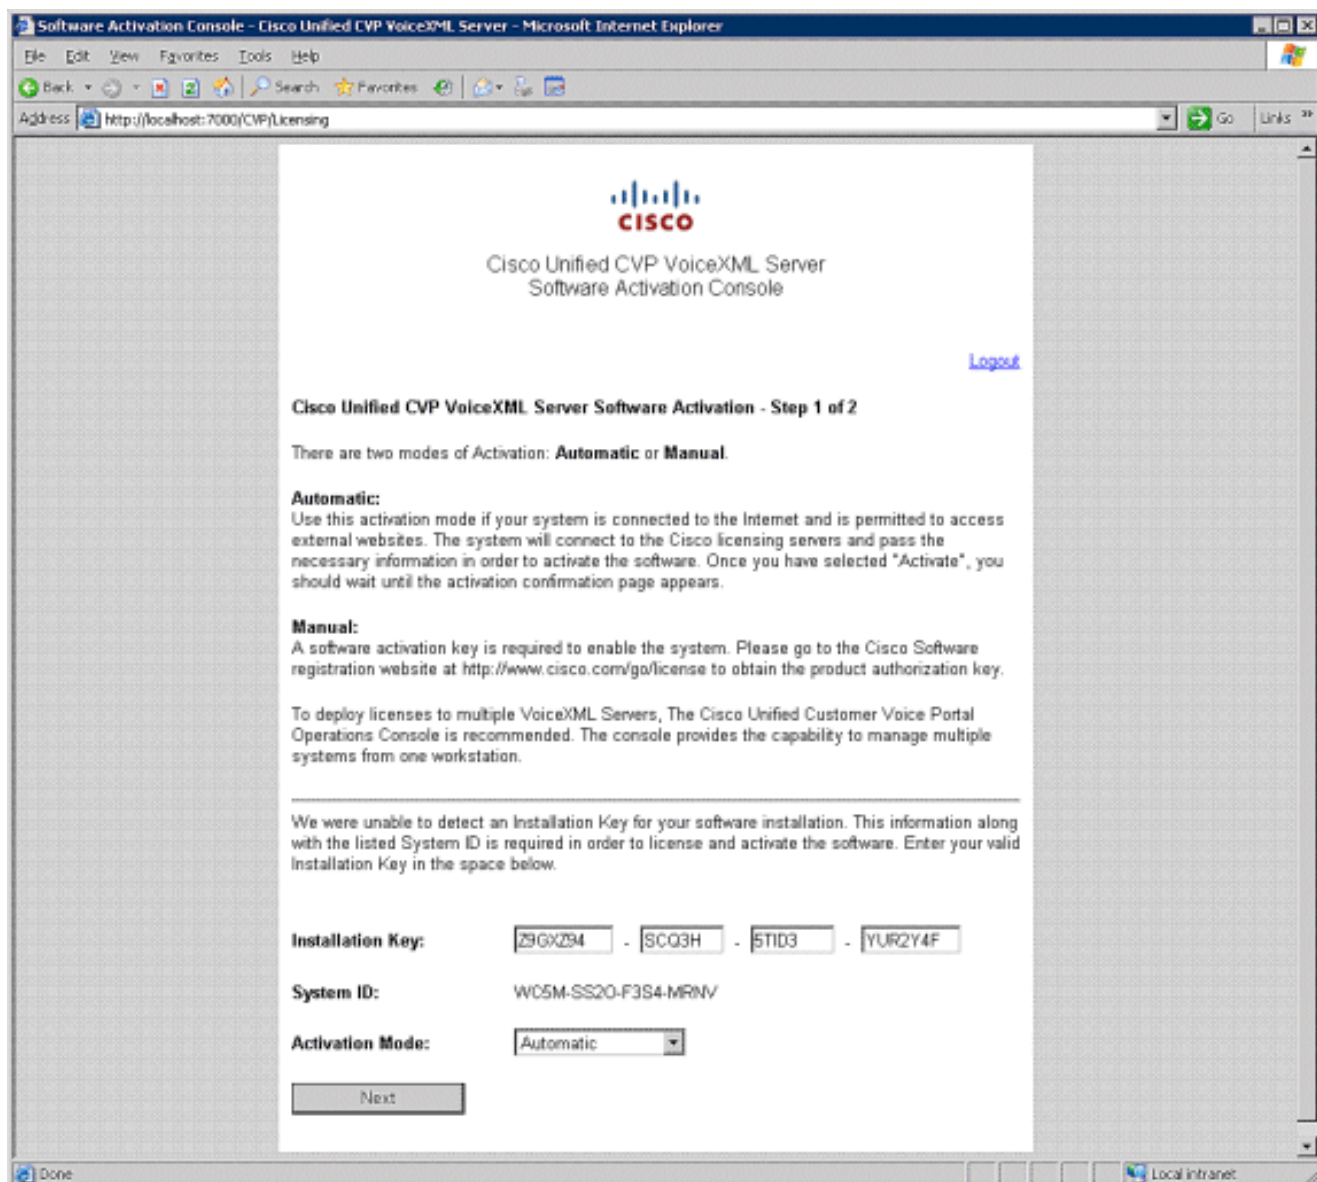 Software Activation Console - Cisco Unified CVP VoiceXML Server - Microsoft Internet Explorer
File Edit View Favorites Tools Help
Back Search Favorites
Address http://localhost:7000/CVP/Licensing Go Links »
CISCO
Cisco Unified CVP VoiceXML Server
Software Activation Console
Logout
Cisco Unified CVP VoiceXML Server Software Activation - Step 1 of 2
There are two modes of Activation: Automatic or Manual.
Automatic:
Use this activation mode if your system is connected to the Internet and is permitted to access
external websites. The system will connect to the Cisco licensing servers and pass the
necessary information in order to activate the software. Once you have selected "Activate", you
should wait until the activation confirmation page appears.
Manual:
A software activation key is required to enable the system. Please go to the Cisco Software
registration website at http://www.cisco.com/go/license to obtain the product authorization key.
To deploy licenses to multiple VoiceXML Servers, The Cisco Unified Customer Voice Portal
Operations Console is recommended. The console provides the capability to manage multiple
systems from one workstation.
We were unable to detect an Installation Key for your software installation. This information along
with the listed System ID is required in order to license and activate the software. Enter your valid
Installation Key in the space below.
Installation Key: Z9GXZ94 - SCQ3H - 5TID3 - YUR2Y4F
System ID: WC5M-SS2O-F3S4-MRNV
Activation Mode: Automatic
Next
Done Local intranet